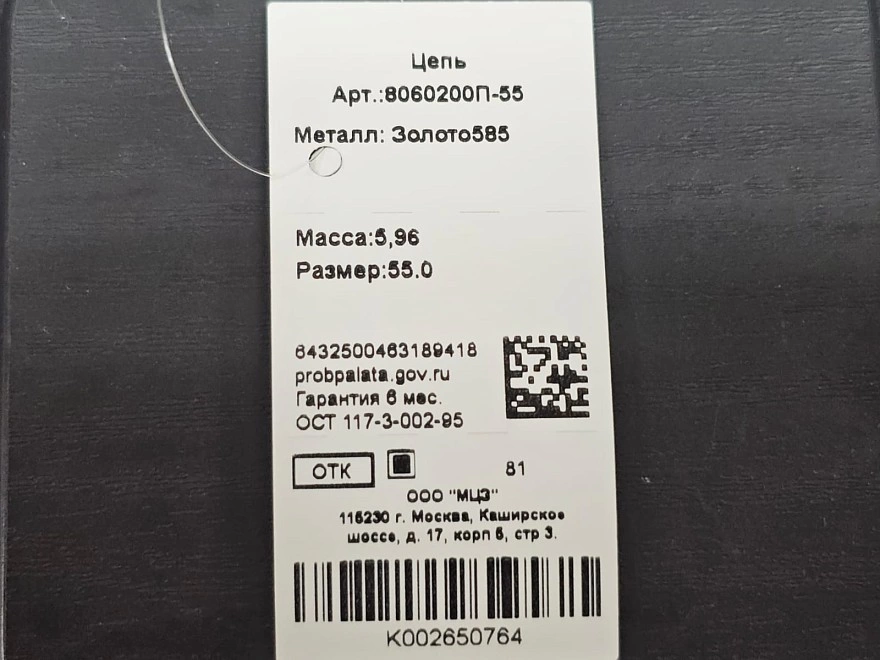 Цепь
Арт.:8060200П-55
Металл: Золото585
Масса:5,96
Размер:55.0
6432500463189418
probpalata.gov.ru
Гарантия 6 мес.
ОСТ 117-3-002-95
ОТК 81
ООО "МЦЗ"
115230 г. Москва, Каширское
шоссе, д. 17, корп 5, стр 3.
К002650764